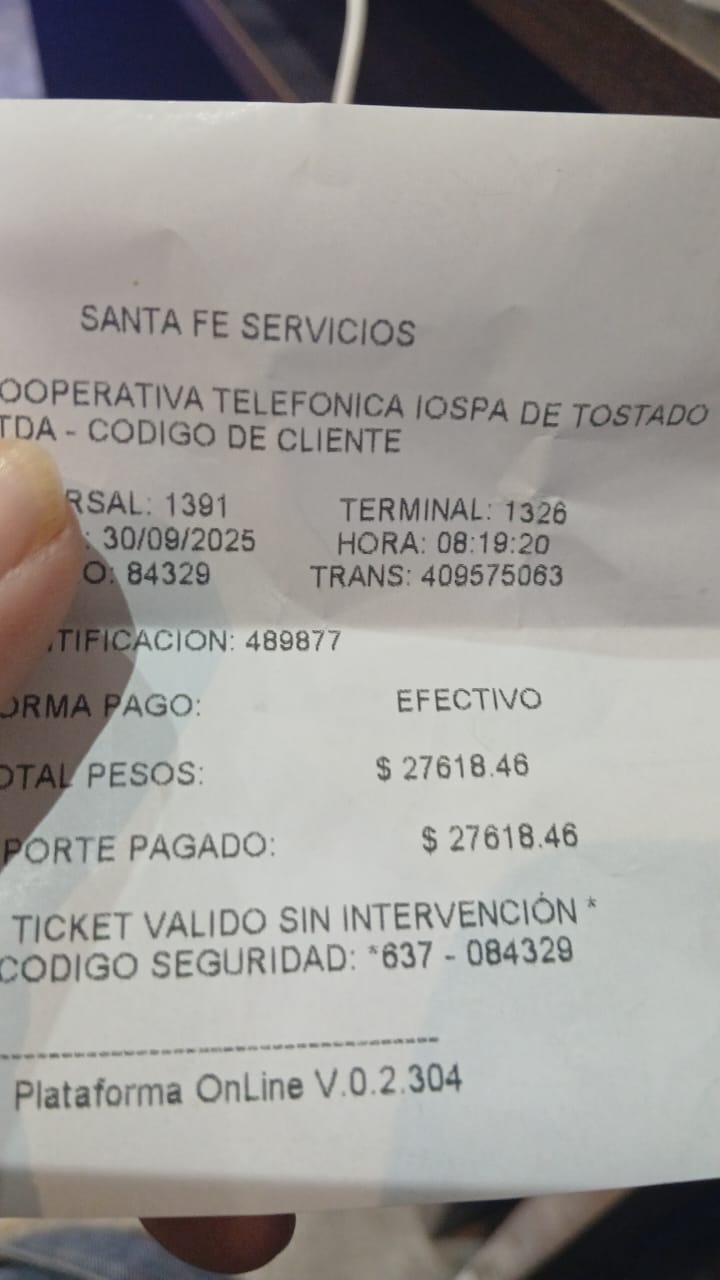 SANTA FE SERVICIOS
OOPERATIVA TELEFONICA IOSPA DE TOSTADO
TDA - CODIGO DE CLIENTE
RSAL: 1391 TERMINAL: 1326
: 30/09/2025 HORA: 08:19:20
O: 84329 TRANS: 409575063
TIFICACION: 489877
ORMA PAGO: EFECTIVO
OTAL PESOS: $ 27618.46
PORTE PAGADO: $ 27618.46
TICKET VALIDO SIN INTERVENCIÓN *
CODIGO SEGURIDAD: *637 - 084329
Plataforma OnLine V.0.2.304